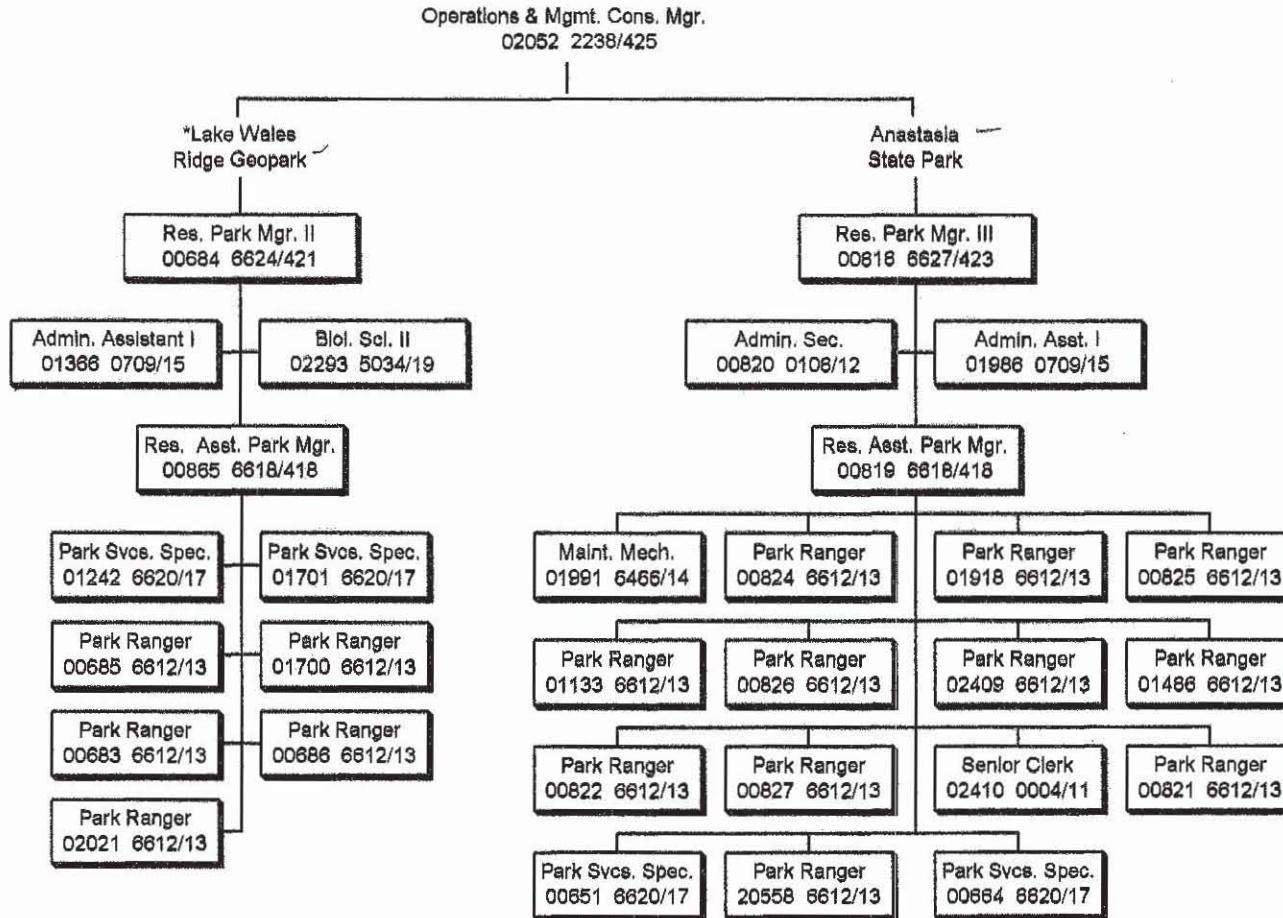 Operations & Mgmt. Cons. Mgr.
02052 2238/425
*Lake Wales
Ridge Geopark
Anastasia
State Park
Res. Park Mgr. II
00684 6624/421
Res. Park Mgr. III
00818 6627/423
Admin. Assistant I
01366 0709/15
Biol. Sci. II
02293 5034/19
Admin. Sec.
00820 0108/12
Admin. Asst. I
01986 0709/15
Res. Asst. Park Mgr.
00865 6618/418
Res. Asst. Park Mgr.
00819 6618/418
Park Svcs. Spec.
01242 6620/17
Park Svcs. Spec.
01701 6620/17
Park Ranger
00685 6612/13
Park Ranger
01700 6612/13
Park Ranger
00683 6612/13
Park Ranger
00686 6612/13
Park Ranger
02021 6612/13
Maint. Mech.
01991 6466/14
Park Ranger
00824 6612/13
Park Ranger
01918 6612/13
Park Ranger
00825 6612/13
Park Ranger
01133 6612/13
Park Ranger
00826 6612/13
Park Ranger
02409 6612/13
Park Ranger
01466 6612/13
Park Ranger
00822 6612/13
Park Ranger
00827 6612/13
Senior Clerk
02410 0004/11
Park Ranger
00821 6612/13
Park Svcs. Spec.
00651 6620/17
Park Ranger
20558 6612/13
Park Svcs. Spec.
00664 6620/17